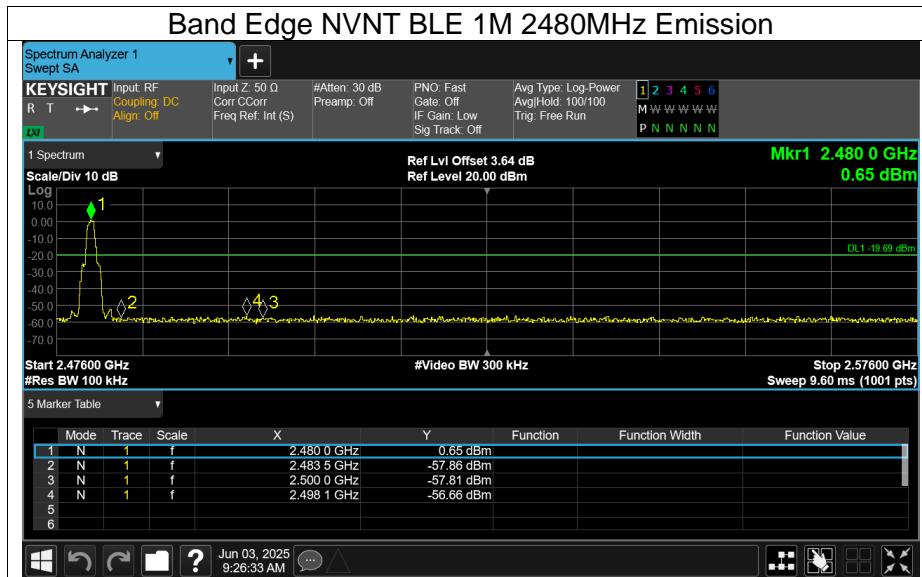 Band Edge NVNT BLE 1M 2480MHz Emission
Spectrum Analyzer 1
Swept SA
+
KEYSIGHT Input: RF Input Z: 50 Ω #Atten: 30 dB PNO: Fast Avg Type: Log-Power 1 2 3 4 5 6
R T Coupling: DC Corr CCorr Preamp: Off Gate: Off Avg|Hold: 100/100 M W W W W W
Align: Off Freq Ref: Int (S) IF Gain: Low Trig: Free Run
LXI Sig Track: Off P N N N N N
1 Spectrum Ref Lvl Offset 3.64 dB Mkr1 2.480 0 GHz
Scale/Div 10 dB Ref Level 20.00 dBm 0.65 dBm
Log
10.0 1
0.00
-10.0
-20.0 DL1 -19.69 dBm
-30.0
-40.0
-50.0 2 4 3
-60.0
-70.0
Start 2.47600 GHz #Video BW 300 kHz Stop 2.57600 GHz
#Res BW 100 kHz Sweep 9.60 ms (1001 pts)
5 Marker Table
Mode Trace Scale X Y Function Function Width Function Value
1 N 1 f 2.480 0 GHz 0.65 dBm
2 N 1 f 2.483 5 GHz -57.86 dBm
3 N 1 f 2.500 0 GHz -57.81 dBm
4 N 1 f 2.498 1 GHz -56.66 dBm
5
6
? Jun 03, 2025
9:26:33 AM